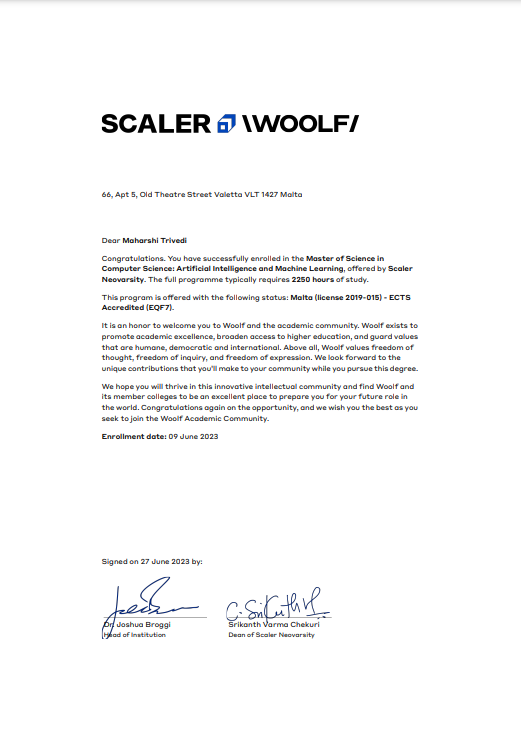 SCALER \WOOLF/
66, Apt 5, Old Theatre Street Valetta VLT 1427 Malta
Dear Maharshi Trivedi
Congratulations. You have successfully enrolled in the Master of Science in
Computer Science: Artificial Intelligence and Machine Learning, offered by Scaler
Neovarsity. The full programme typically requires 2250 hours of study.
This program is offered with the following status: Malta (license 2019-015) - ECTS
Accredited (EQF7).
It is an honor to welcome you to Woolf and the academic community. Woolf exists to
promote academic excellence, broaden access to higher education, and guard values
that are humane, democratic and international. Above all, Woolf values freedom of
thought, freedom of inquiry, and freedom of expression. We look forward to the
unique contributions that you'll make to your community while you pursue this degree.
We hope you will thrive in this innovative intellectual community and find Woolf and
its member colleges to be an excellent place to prepare you for your future role in
the world. Congratulations again on the opportunity, and we wish you the best as you
seek to join the Woolf Academic Community.
Enrollment date: 09 June 2023
Signed on 27 June 2023 by:
Dr. Joshua Broggi
Head of Institution
Srikanth Varma Chekuri
Dean of Scaler Neovarsity